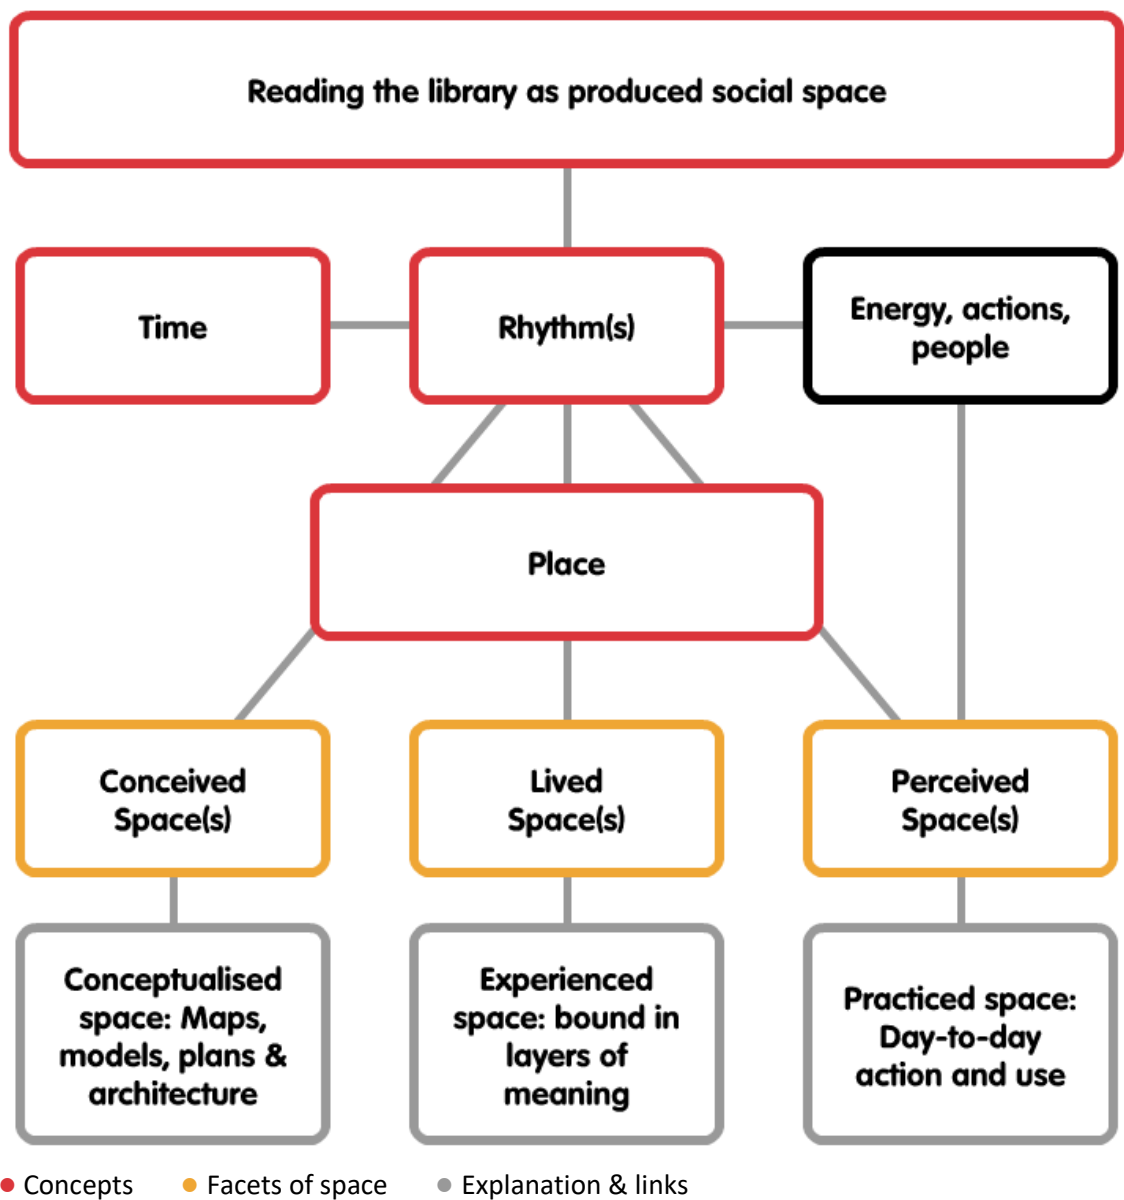 Reading the library as produced social space
Time
Rhythm(s)
Energy, actions,
people
Place
Conceived
Space(s)
Lived
Space(s)
Perceived
Space(s)
Conceptualised
space: Maps,
models, plans &
architecture
Experienced
space: bound in
layers of
meaning
Practiced space:
Day-to-day
action and use
Concepts
Facets of space
Explanation & links